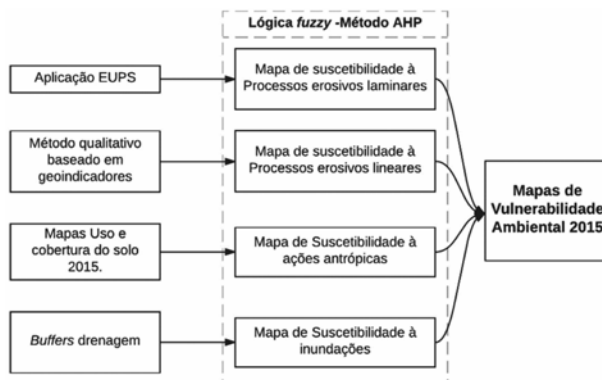 Lógica fuzzy -Método AHP
Aplicação EUPS
Mapa de suscetibilidade à
Processos erosivos laminares
Método qualitativo
baseado em
geoindicadores
Mapa de suscetibilidade à
Processos erosivos lineares
Mapas Uso e
cobertura do solo
2015.
Mapa de Suscetibilidade à
ações antrópicas
Buffers drenagem
Mapa de Suscetibilidade à
inundações
Mapas de
Vulnerabilidade
Ambiental 2015